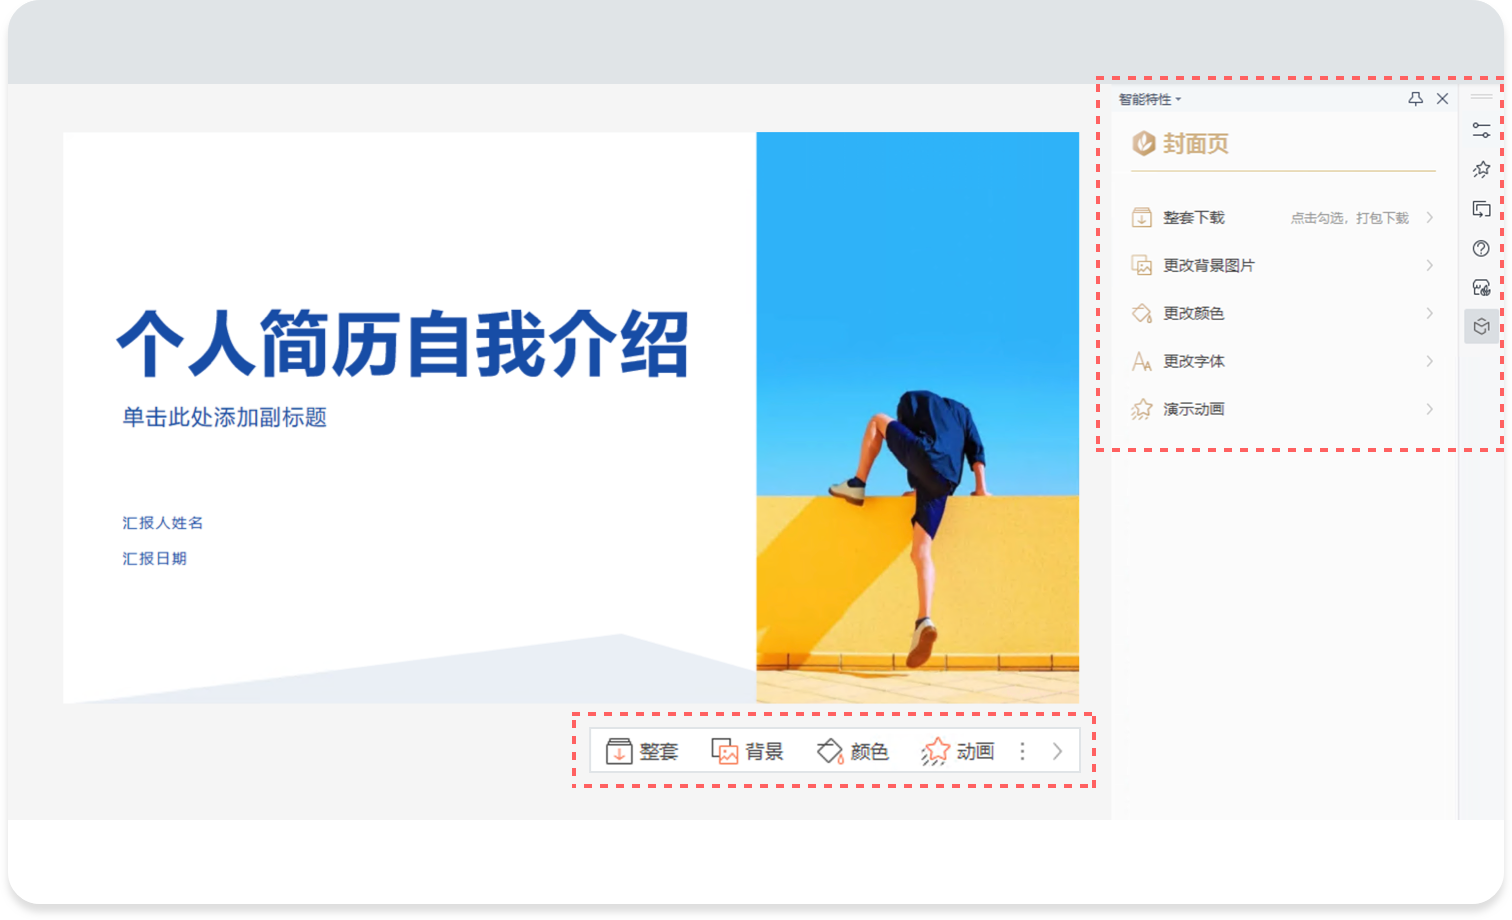 个人简历自我介绍
单击此处添加副标题
汇报人姓名
汇报日期
整套 背景 颜色 动画
智能特性
封面页
整套下载 点击勾选，打包下载
更改背景图片
更改颜色
更改字体
演示动画